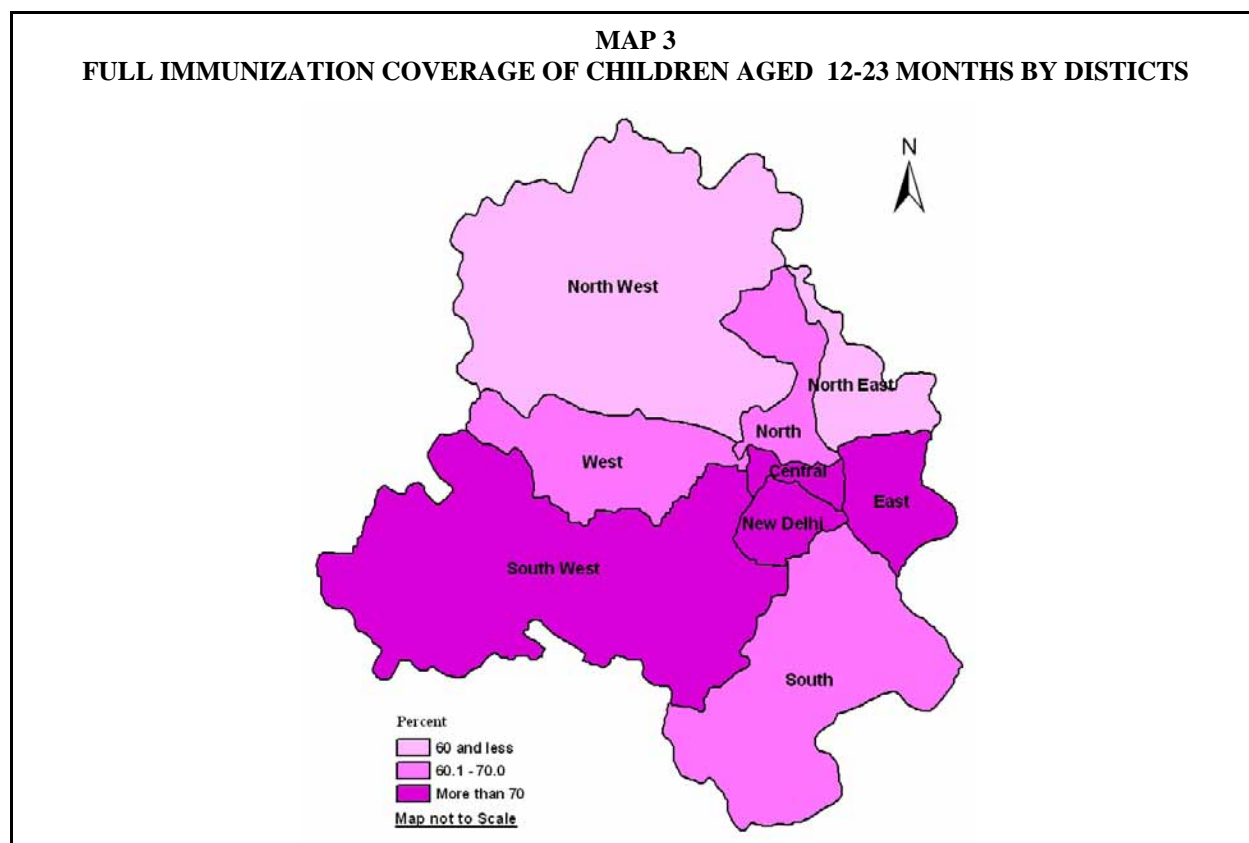 MAP 3
FULL IMMUNIZATION COVERAGE OF CHILDREN AGED 12-23 MONTHS BY DISTICTS
N
North West
North East
North
West
Central
East
New Delhi
South West
South
Percent
60 and less
60.1 - 70.0
More than 70
Map not to Scale